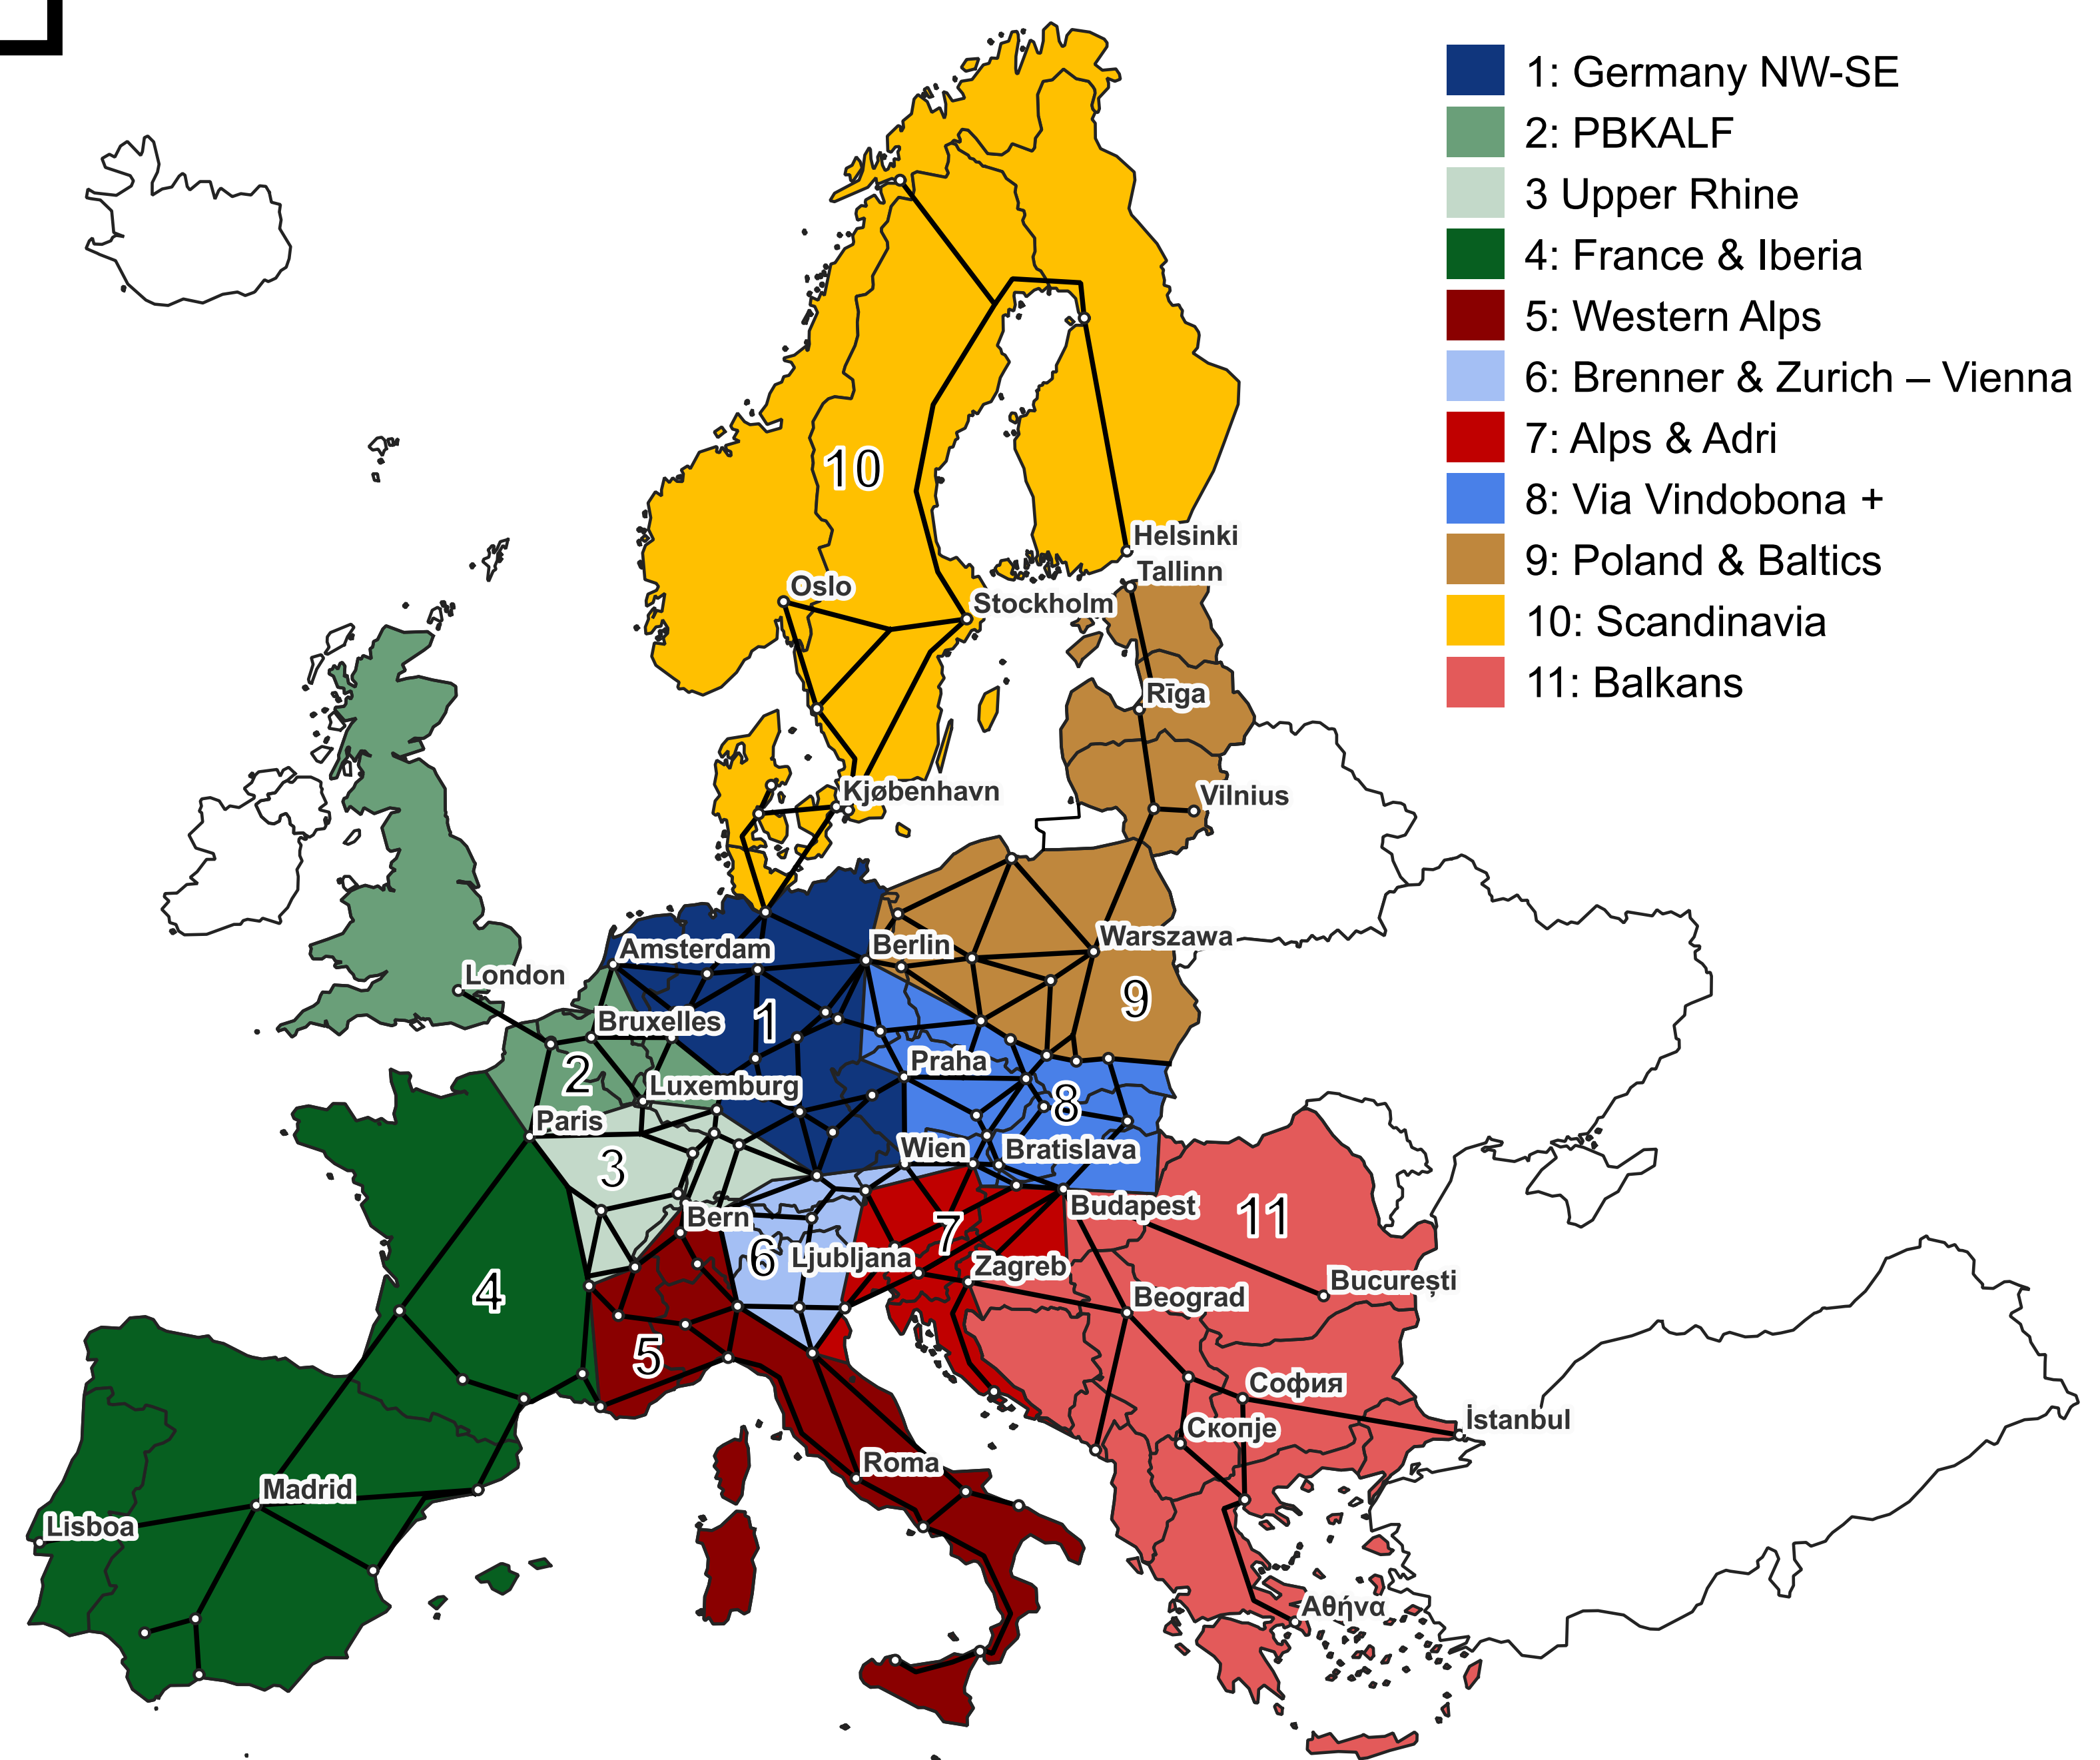 1: Germany NW-SE
2: PBKALF
3 Upper Rhine
4: France & Iberia
5: Western Alps
6: Brenner & Zurich – Vienna
7: Alps & Adri
8: Via Vindobona +
9: Poland & Baltics
10: Scandinavia
11: Balkans
10
Helsinki
Tallinn
Oslo
Stockholm
Rīga
Kjøbenhavn
Vilnius
Amsterdam
Berlin
Warszawa
London
9
Bruxelles
1
Praha
2
Luxemburg
8
Paris
Wien
Bratislava
3
Bern
Budapest
11
7
6
Ljubljana
Zagreb
4
Beograd
București
5
София
İstanbul
Скопје
Roma
Madrid
Lisboa
Αθήνα